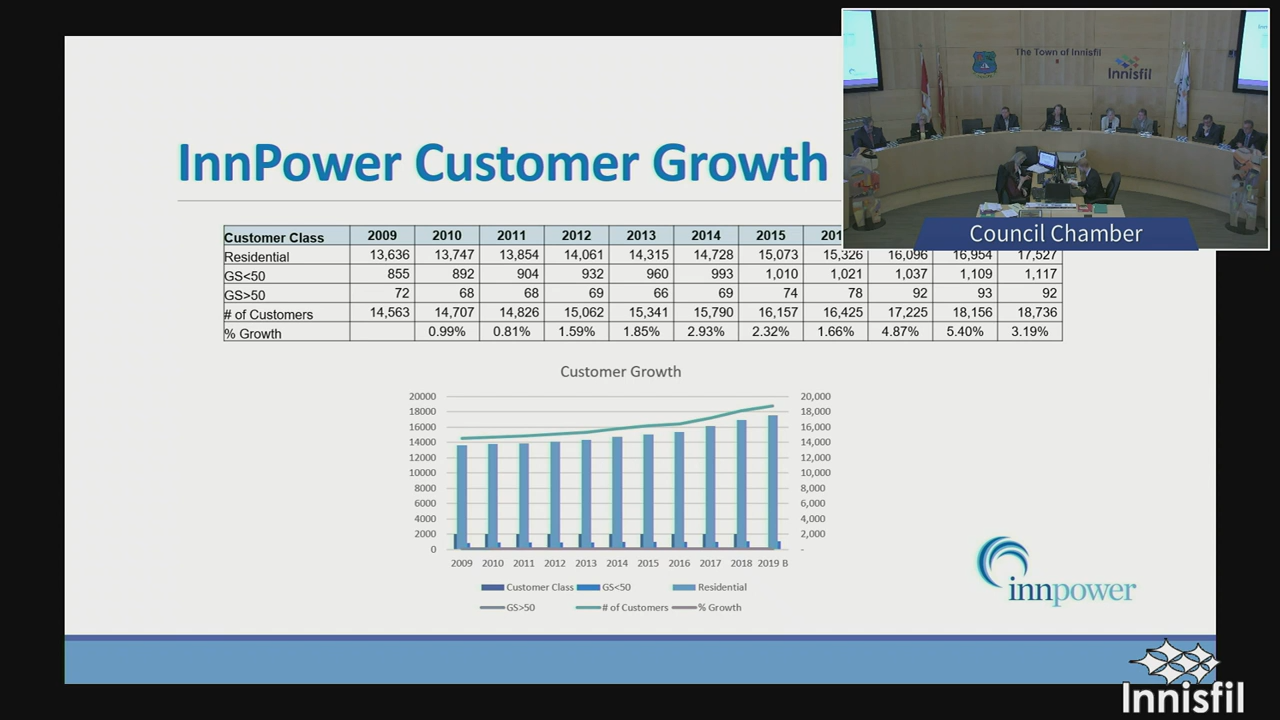 The Town of Innisfil
Innisfil
Council Chamber
InnPower Customer Growth
Customer Class 2009 2010 2011 2012 2013 2014 2015
Residential 13,636 13,747 13,854 14,061 14,315 14,728 15,073 15,326 16,096 16,954 17,527
GS<50 855 892 904 932 960 993 1,010 1,021 1,037 1,109 1,117
GS>50 72 68 68 69 66 69 74 78 92 93 92
# of Customers 14,563 14,707 14,826 15,062 15,341 15,790 16,157 16,425 17,225 18,156 18,736
% Growth 0.99% 0.81% 1.59% 1.85% 2.93% 2.32% 1.66% 4.87% 5.40% 3.19%
Customer Growth
20000 20,000
18000 18,000
16000 16,000
14000 14,000
12000 12,000
10000 10,000
8000 8,000
6000 6,000
4000 4,000
2000 2,000
0 -
2009 2010 2011 2012 2013 2014 2015 2016 2017 2018 2019 B
Customer Class GS<50 Residential
GS>50 # of Customers % Growth
innpower
Innisfil